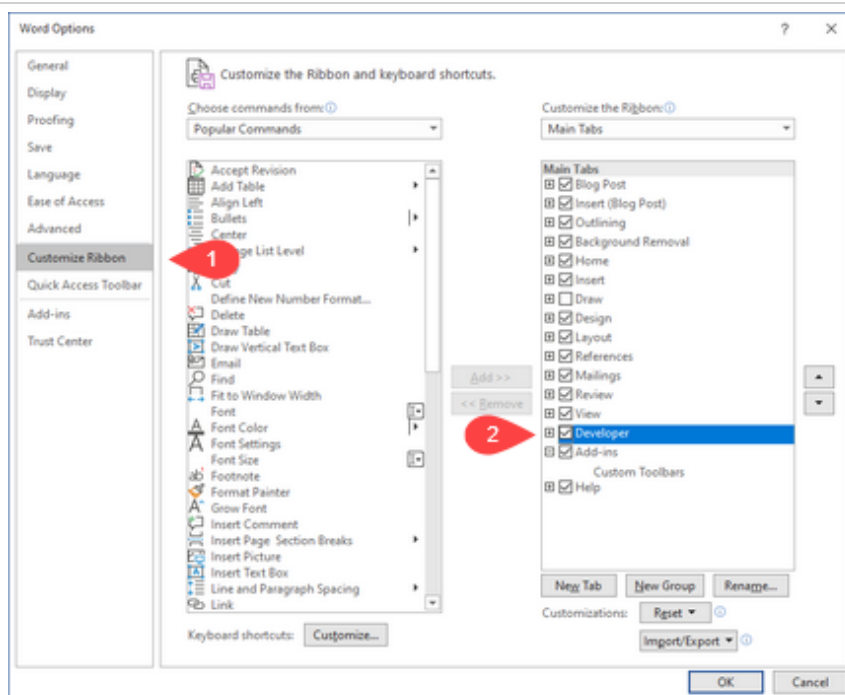 Word Options
?
General
Display
Proofing
Save
Language
Ease of Access
Advanced
Customize Ribbon
Quick Access Toolbar
Add-ins
Trust Center
1
Customize the Ribbon and keyboard shortcuts.
Choose commands from:
Popular Commands
Accept Revision
Add Table
Align Left
Bullets
Center
ge List Level
Cut
Define New Number Format...
Delete
Draw Table
Draw Vertical Text Box
Email
Find
Fit to Window Width
Font
Font Color
Font Settings
Font Size
Footnote
Format Painter
Grow Font
Insert Comment
Insert Page Section Breaks
Insert Picture
Insert Text Box
Line and Paragraph Spacing
Link
Keyboard shortcuts: Customize...
Add >>
<< Remove
2
Customize the Ribbon:
Main Tabs
Main Tabs
Blog Post
Insert (Blog Post)
Outlining
Background Removal
Home
Insert
Draw
Design
Layout
References
Mailings
Review
View
Developer
Add-ins
Custom Toolbars
Help
New Tab New Group Rename...
Customizations: Reset
Import/Export
OK Cancel